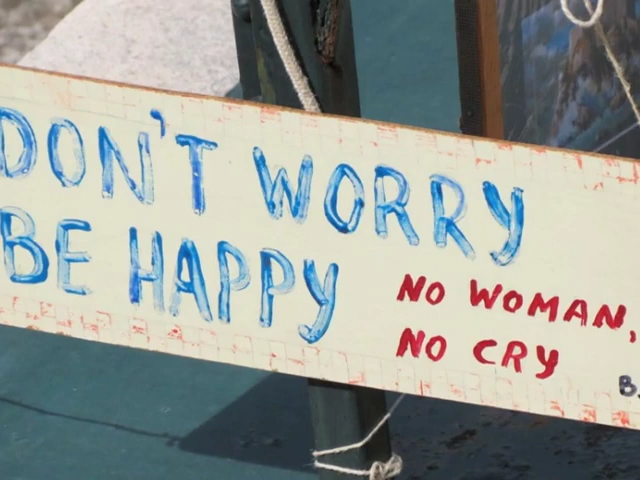 DON'T WORRY
BE HAPPY
NO WOMAN,
NO CRY
B.